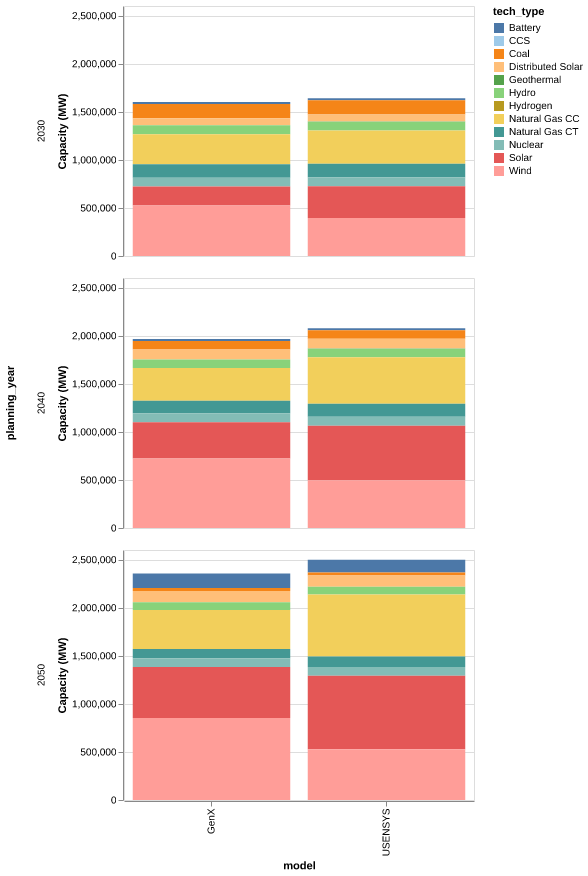 tech_type
Battery
CCS
Coal
Distributed Solar
Geothermal
Hydro
Hydrogen
Natural Gas CC
Natural Gas CT
Nuclear
Solar
Wind
planning_year
2030
Capacity (MW)
2,500,000
2,000,000
1,500,000
1,000,000
500,000
0
2040
Capacity (MW)
2,500,000
2,000,000
1,500,000
1,000,000
500,000
0
2050
Capacity (MW)
2,500,000
2,000,000
1,500,000
1,000,000
500,000
0
GenX
USENSYS
model